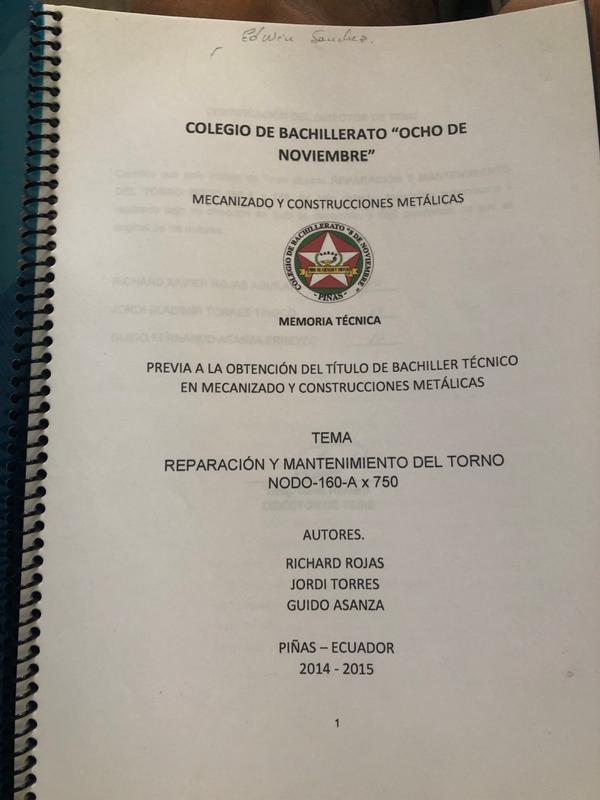 Edwin Sanchez.
COLEGIO DE BACHILLERATO “OCHO DE
NOVIEMBRE”
MECANIZADO Y CONSTRUCCIONES METÁLICAS
COLEGIO DE BACHILLERATO "8 DE NOVIEMBRE"
- PIÑAS -
MEMORIA TÉCNICA
PREVIA A LA OBTENCIÓN DEL TÍTULO DE BACHILLER TÉCNICO
EN MECANIZADO Y CONSTRUCCIONES METÁLICAS
TEMA
REPARACIÓN Y MANTENIMIENTO DEL TORNO
NODO-160-A x 750
AUTORES.
RICHARD ROJAS
JORDI TORRES
GUIDO ASANZA
PIÑAS – ECUADOR
2014 - 2015
1